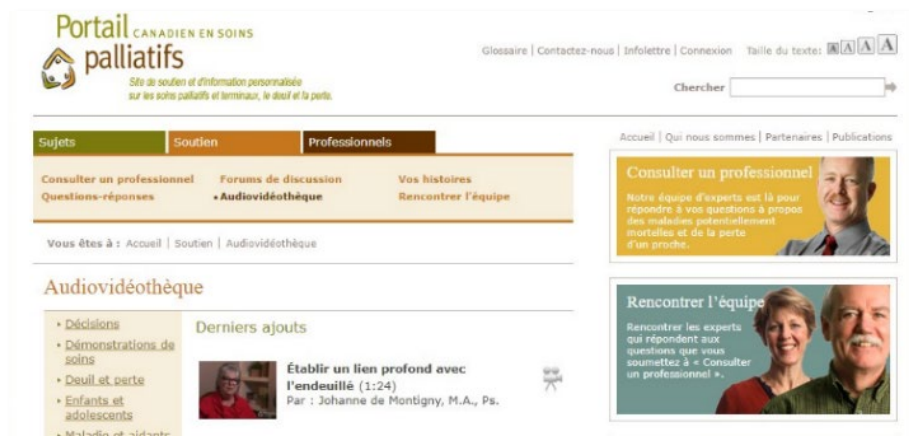 Portail CANADIEN EN SOINS
palliatifs
Site de soutien et d'information personnalisée
sur les soins palliatifs et terminaux, le deuil et la perte.
Glossaire | Contactez-nous | Infolettre | Connexion Taille du texte: A A A A
Chercher
Sujets Soutien Professionnels
Accueil | Qui nous sommes | Partenaires | Publications
Consulter un professionnel Forums de discussion Vos histoires
Questions-réponses • Audiovidéothèque Rencontrer l'équipe
Vous êtes à : Accueil | Soutien | Audiovidéothèque
Consulter un professionnel
Notre équipe d'experts est là pour
répondre à vos questions à propos
des maladies potentiellement
mortelles et de la perte
d'un proche.
Audiovidéothèque
Décisions
Démonstrations de
soins
Deuil et perte
Enfants et
adolescents
Maladie et aidants
Derniers ajouts
Établir un lien profond avec
l'endeuillé (1:24)
Par : Johanne de Montigny, M.A., Ps.
Rencontrer l'équipe
Rencontrer les experts
qui répondent aux
questions que vous
soumettez à « Consulter
un professionnel ».